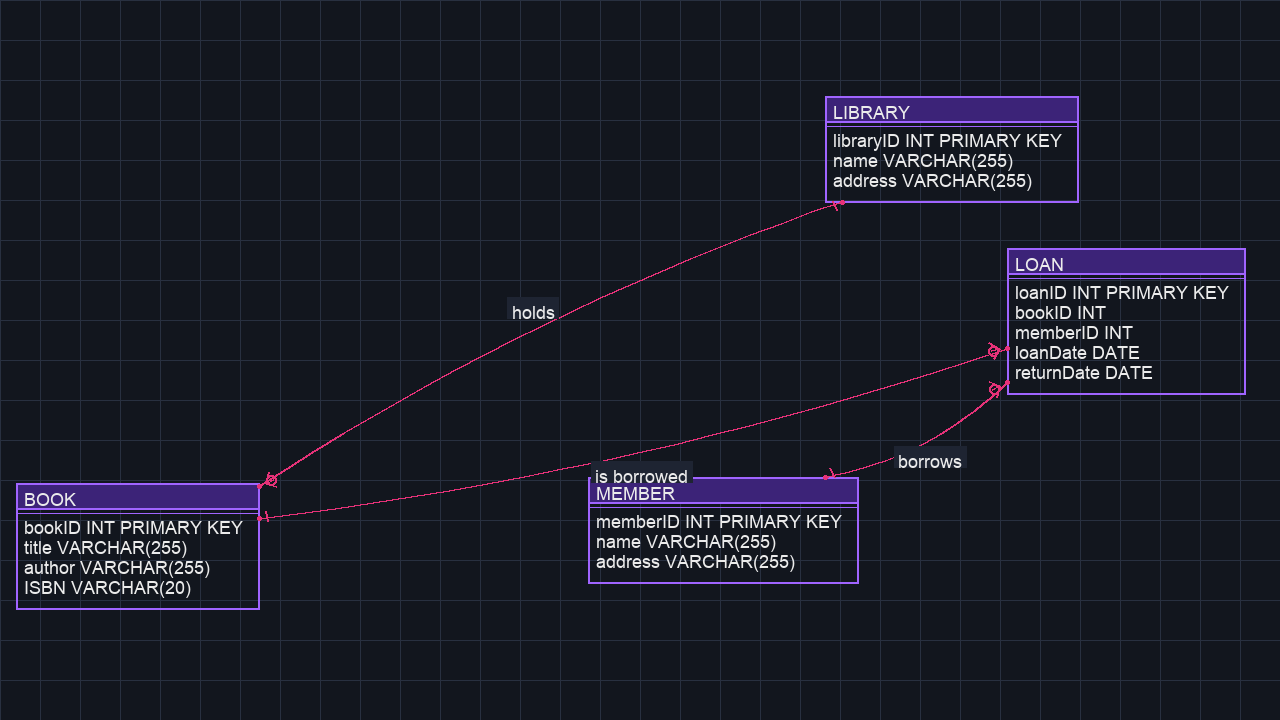 LIBRARY
libraryID INT PRIMARY KEY
name VARCHAR(255)
address VARCHAR(255)
LOAN
loanID INT PRIMARY KEY
bookID INT
memberID INT
loanDate DATE
returnDate DATE
holds
borrows
is borrowed
MEMBER
memberID INT PRIMARY KEY
name VARCHAR(255)
address VARCHAR(255)
BOOK
bookID INT PRIMARY KEY
title VARCHAR(255)
author VARCHAR(255)
ISBN VARCHAR(20)